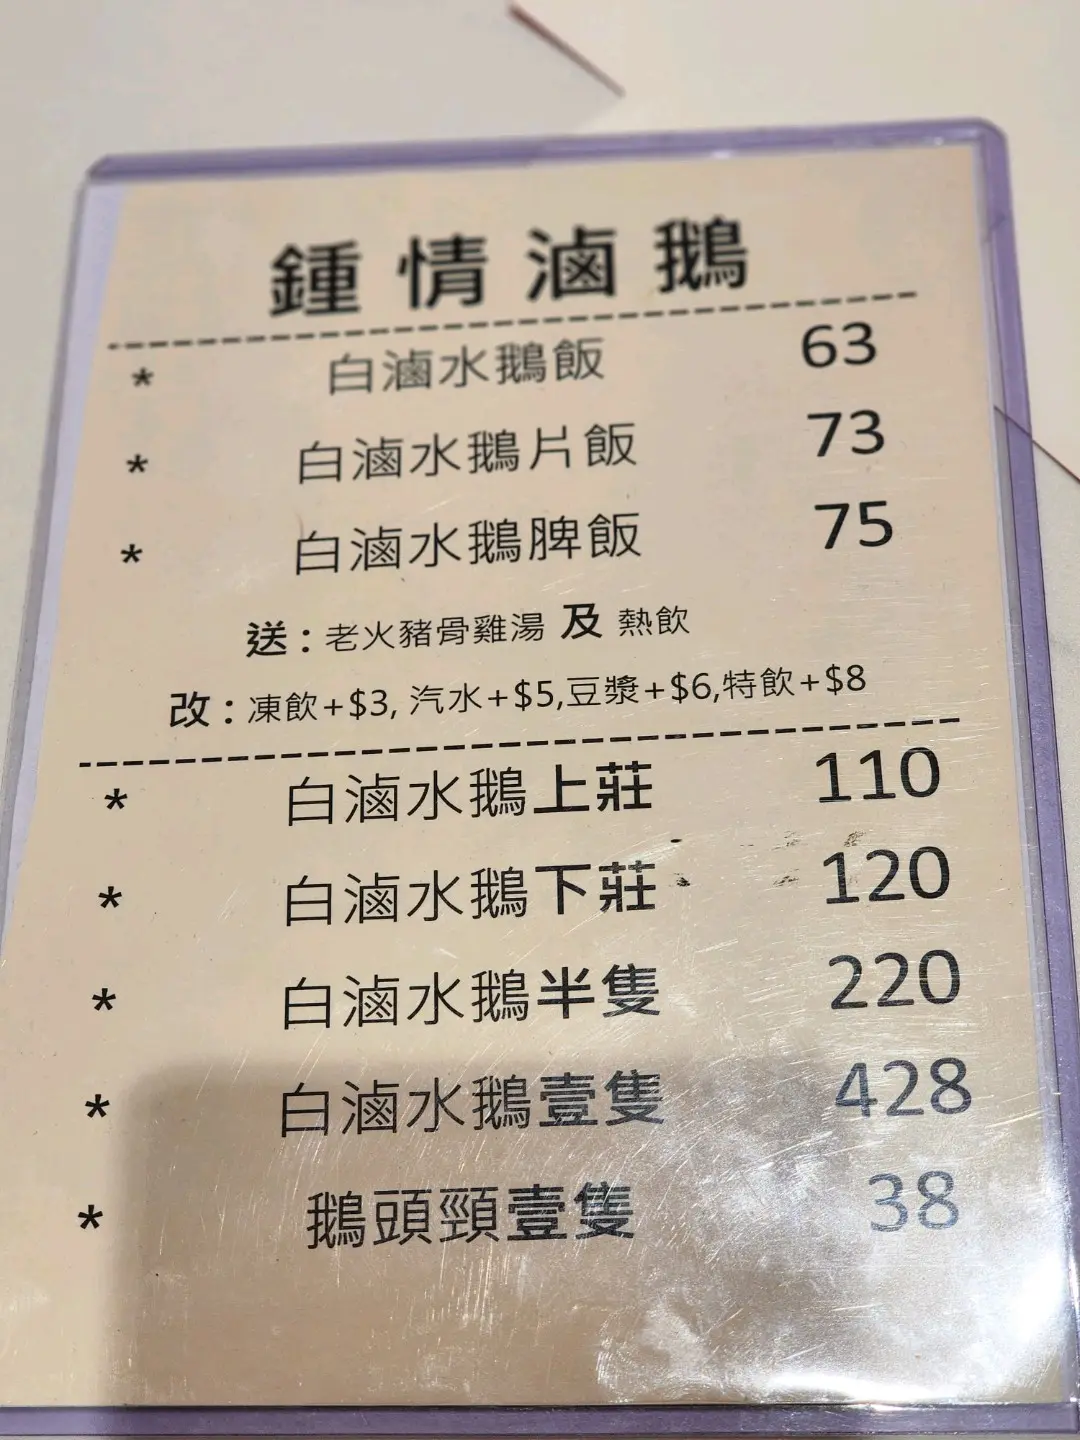 鍾情滷鵝
* 白滷水鵝飯 63
* 白滷水鵝片飯 73
* 白滷水鵝脾飯 75
送：老火豬骨雞湯 及 熱飲
改：凍飲+$3, 汽水+$5,豆漿+$6,特飲+$8
* 白滷水鵝上莊 110
* 白滷水鵝下莊 120
* 白滷水鵝半隻 220
* 白滷水鵝壹隻 428
* 鵝頭頸壹隻 38